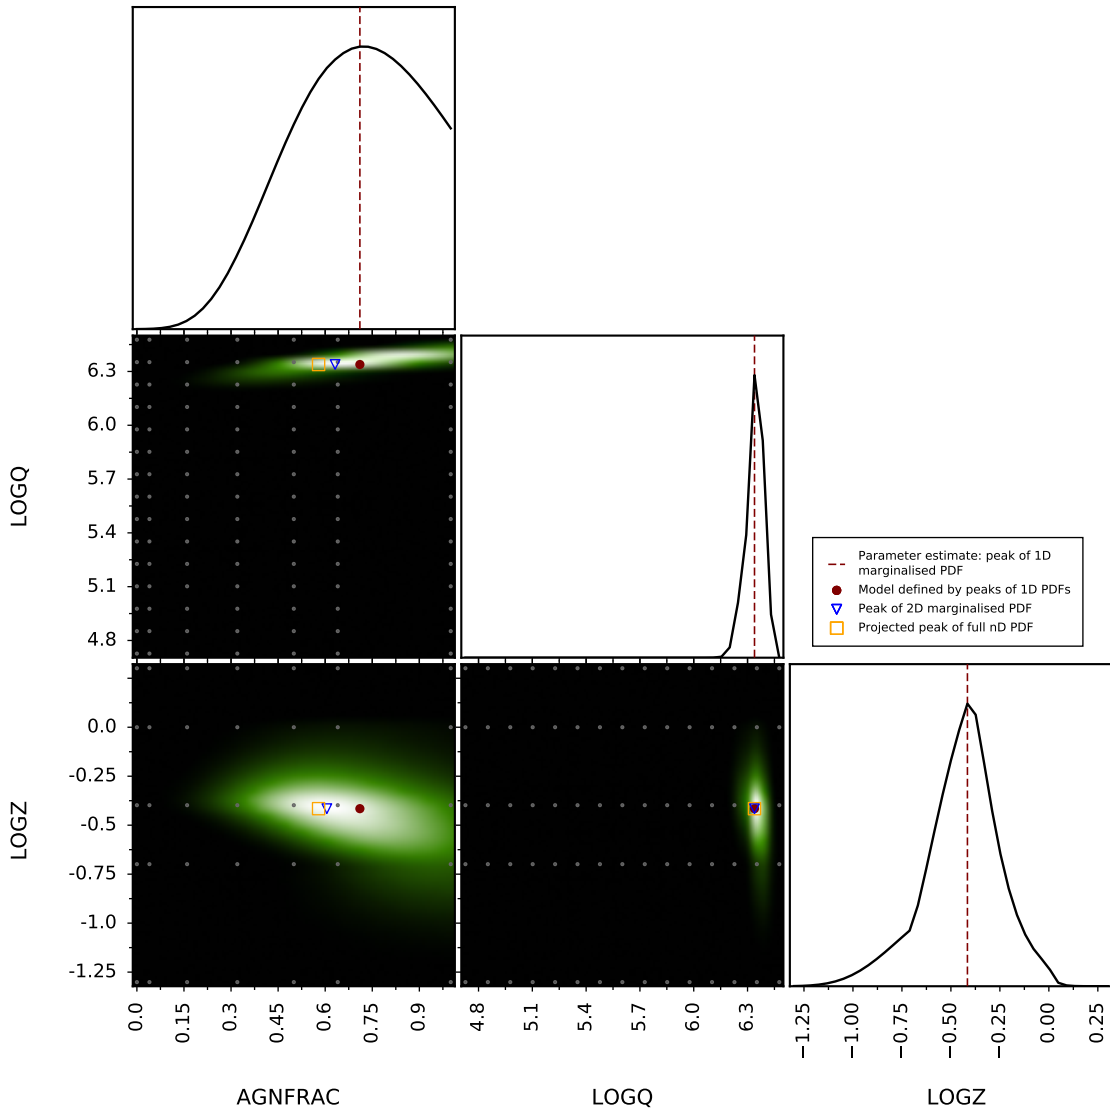 6.3
6.0
5.7
5.4
5.1
4.8
LOGQ
Parameter estimate: peak of 1D
marginalised PDF
Model defined by peaks of 1D PDFs
Peak of 2D marginalised PDF
Projected peak of full nD PDF
0.0
-0.25
-0.5
-0.75
-1.0
-1.25
LOGZ
0.0 0.15 0.3 0.45 0.6 0.75 0.9
4.8 5.1 5.4 5.7 6.0 6.3
−1.25 −1.00 −0.75 −0.50 −0.25 0.00 0.25
AGNFRAC LOGQ LOGZ